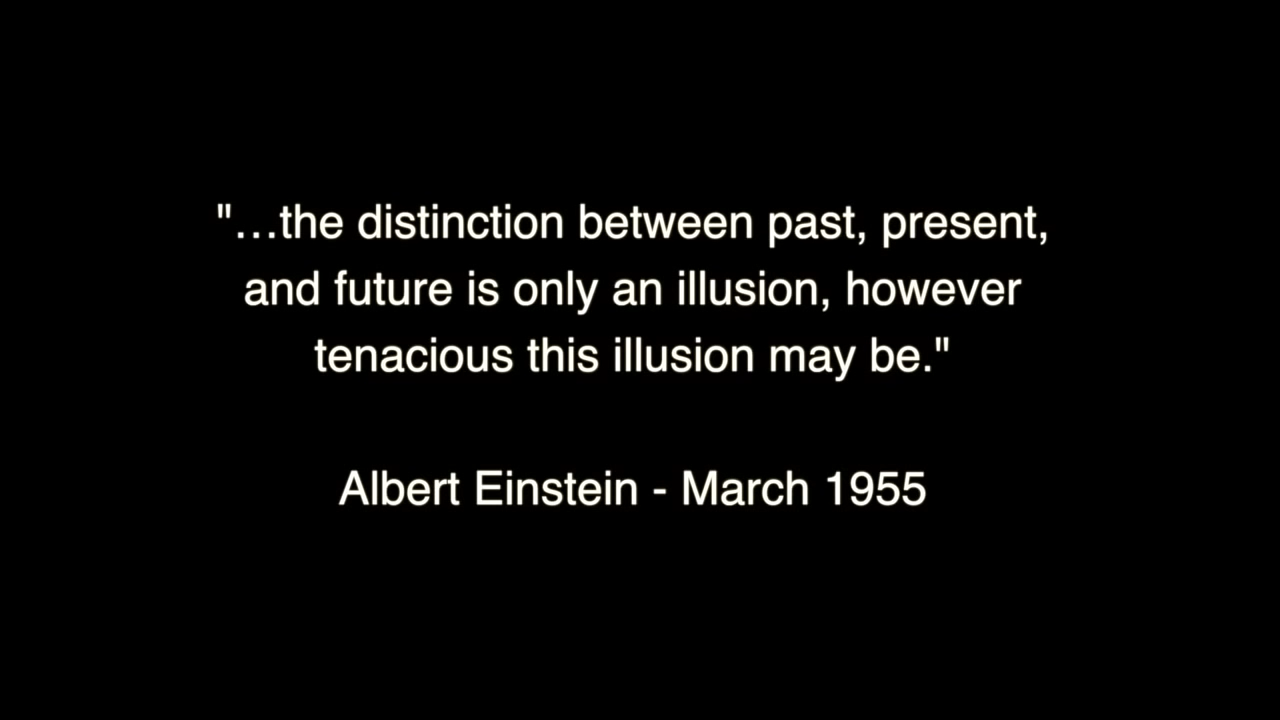 "…the distinction between past, present,
and future is only an illusion, however
tenacious this illusion may be."
Albert Einstein - March 1955